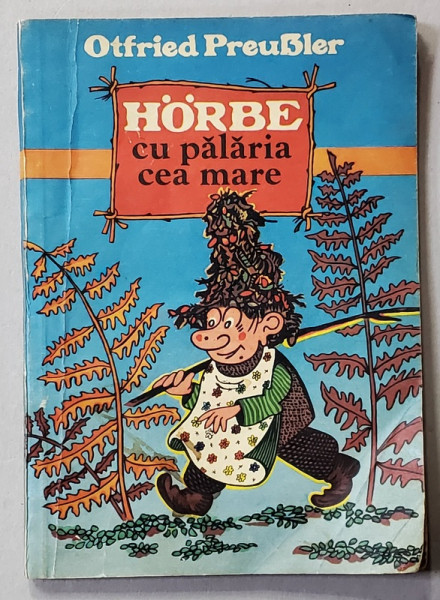 Otfried Preußler
HÖRBE
cu pălăria
cea mare